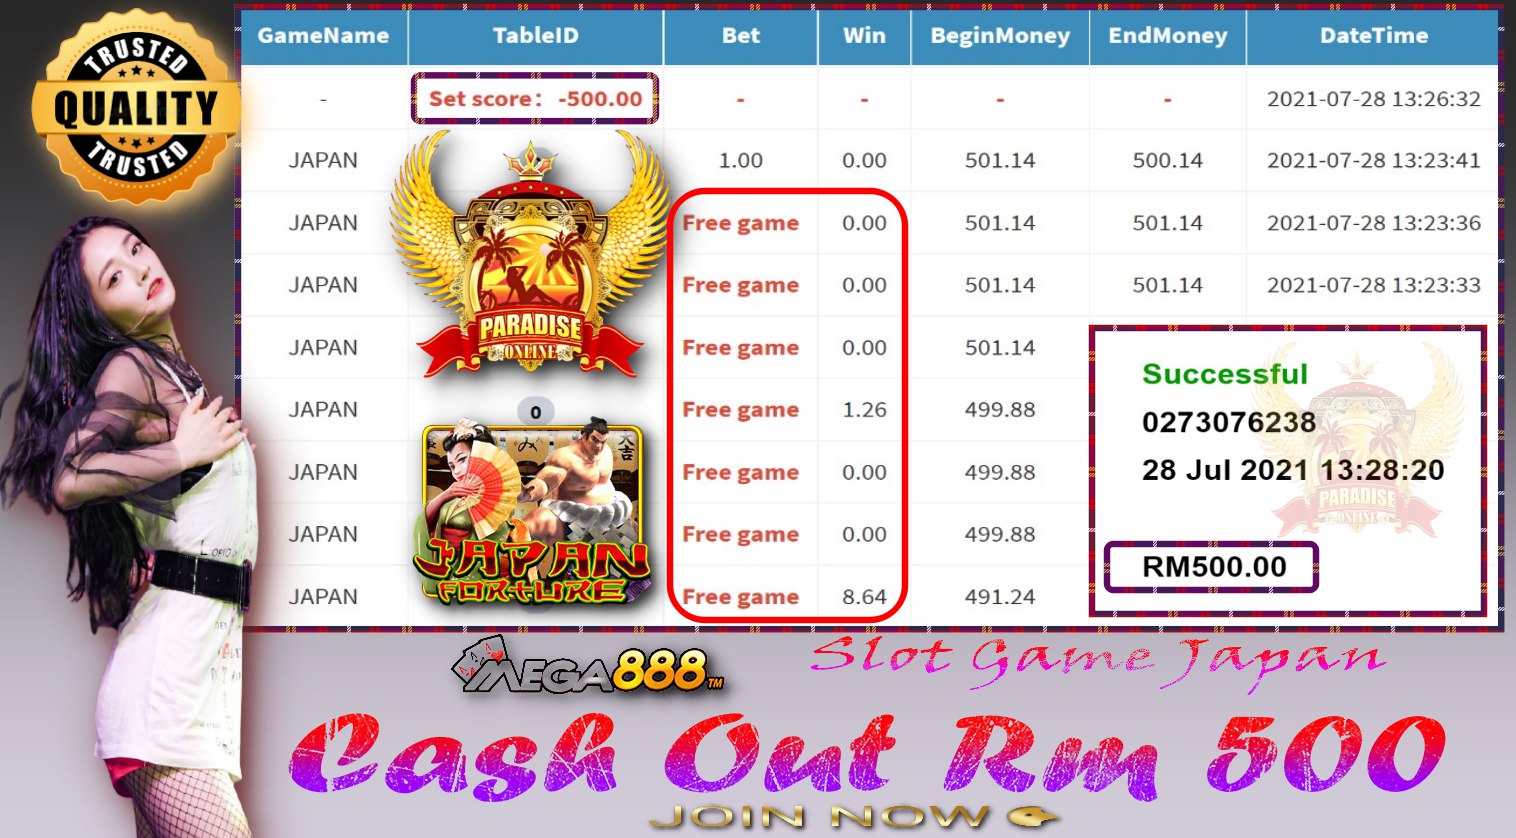 TRUSTED
QUALITY
TRUSTED
GameName TableID Bet Win BeginMoney EndMoney DateTime
- Set score: -500.00 - - - - 2021-07-28 13:26:32
JAPAN 1.00 0.00 501.14 500.14 2021-07-28 13:23:41
JAPAN Free game 0.00 501.14 501.14 2021-07-28 13:23:36
JAPAN Free game 0.00 501.14 501.14 2021-07-28 13:23:33
JAPAN Free game 0.00 501.14
JAPAN 0 Free game 1.26 499.88
JAPAN Free game 0.00 499.88
JAPAN Free game 0.00 499.88
JAPAN Free game 8.64 491.24
PARADISE
ONLINE
大吉
JAPAN
FORTURE
Successful
0273076238
28 Jul 2021 13:28:20
PARADISE
ONLINE
RM500.00
MEGA888™
Slot Game Japan
Cash Out Rm 500
JOIN NOW